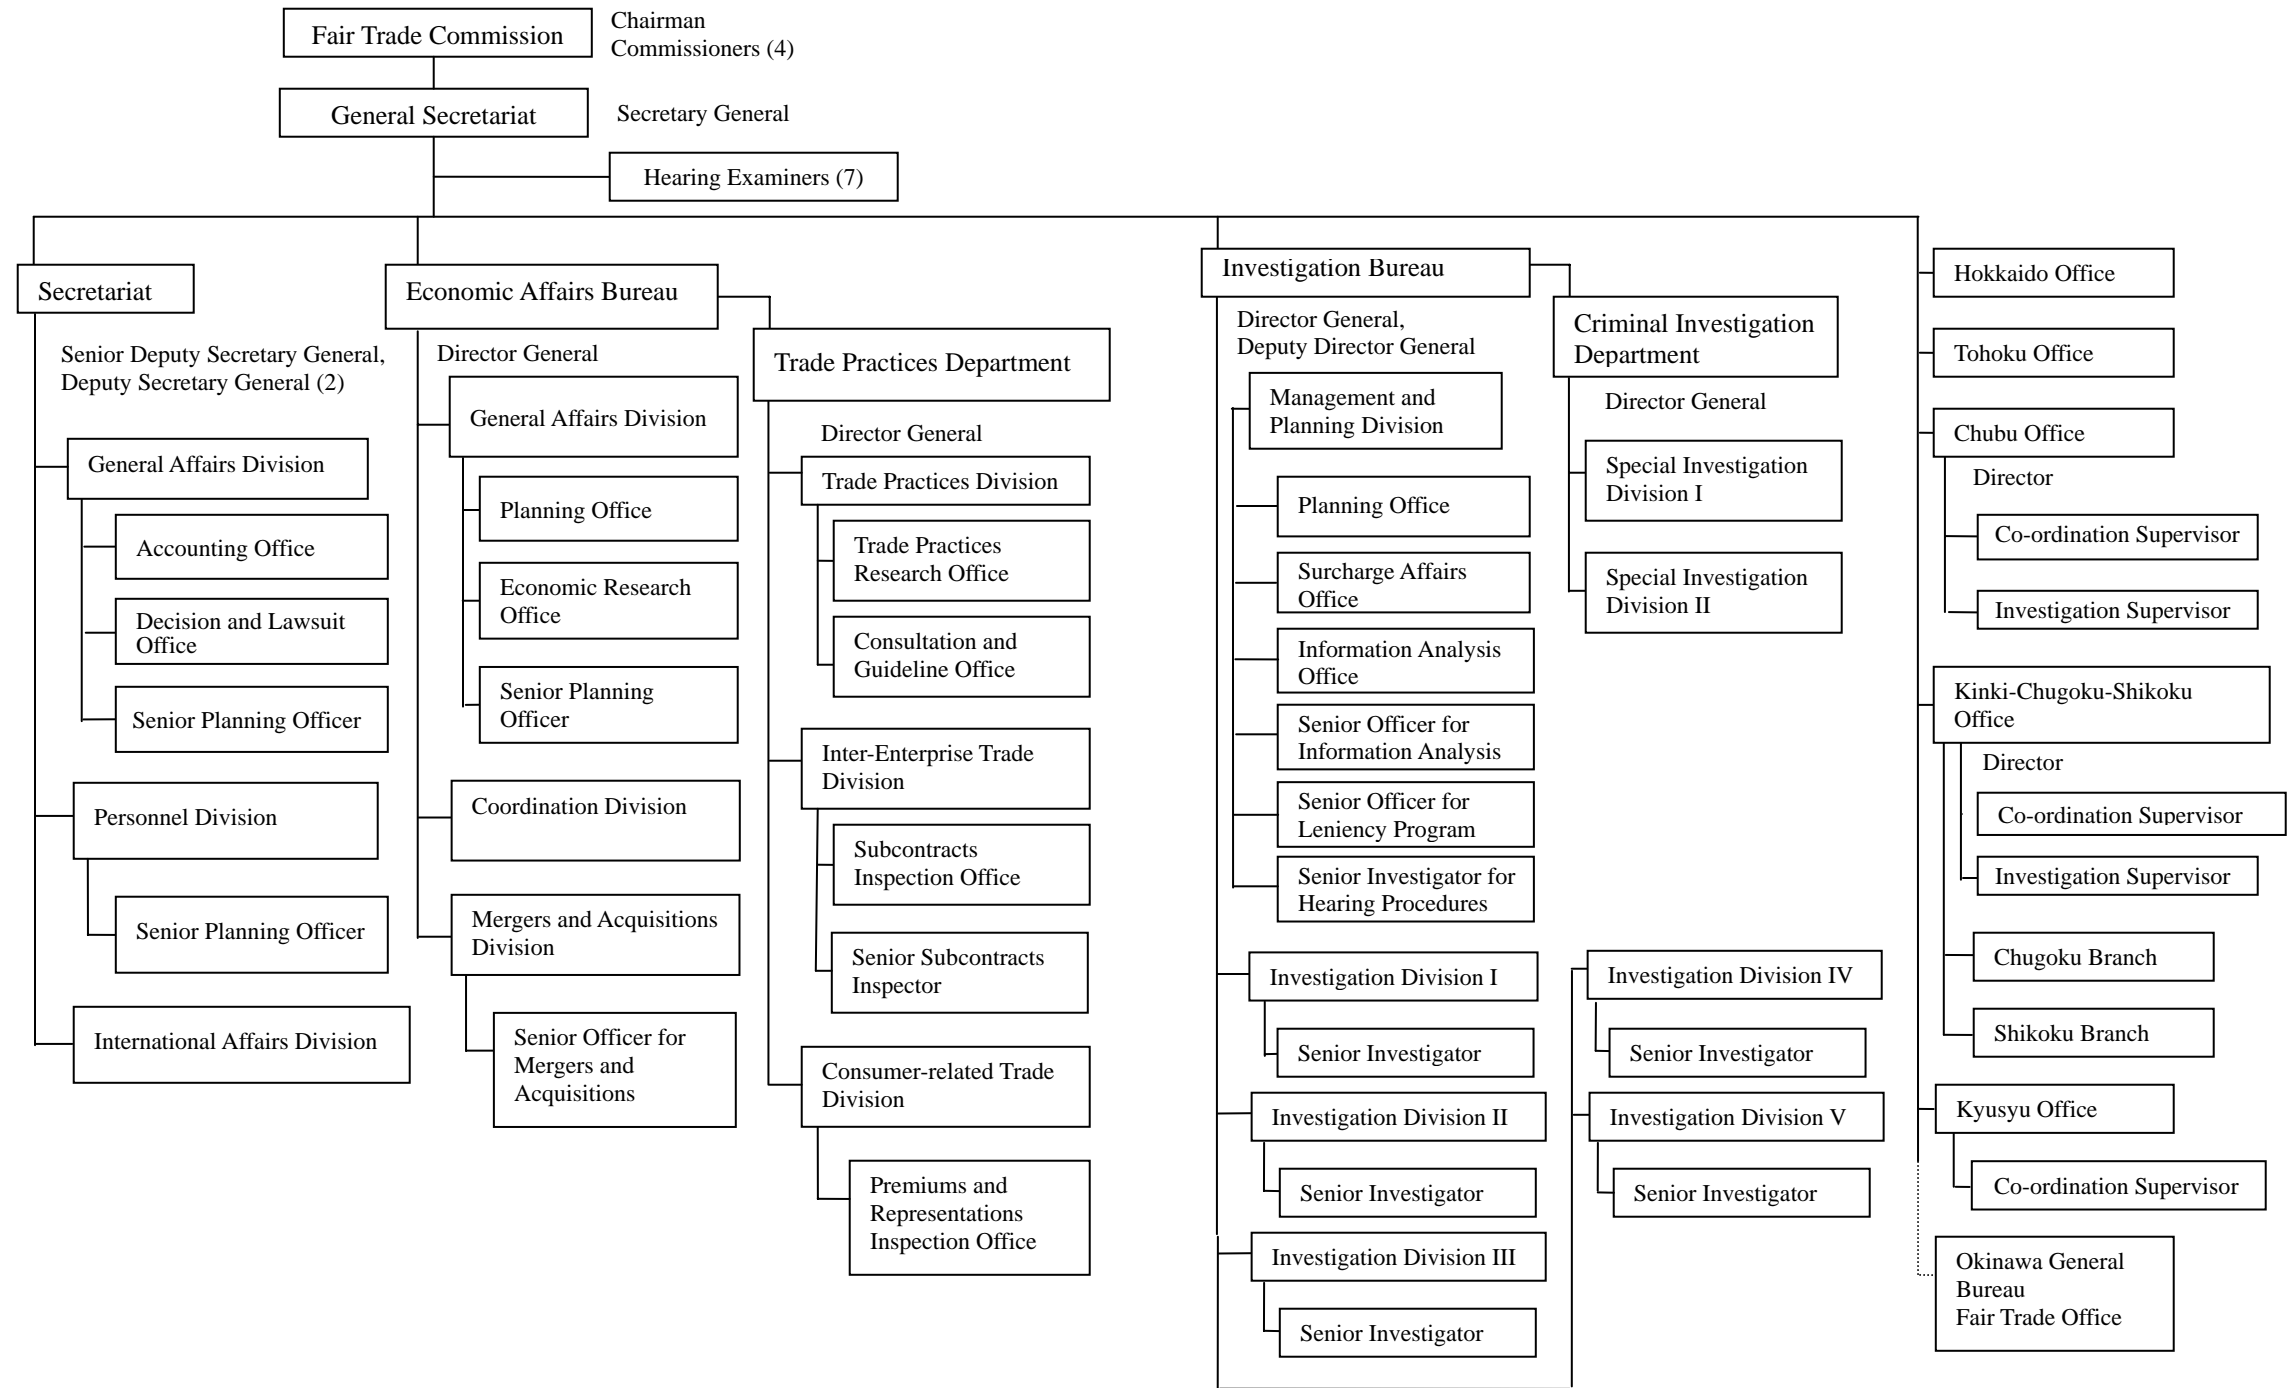 Fair Trade Commission
Chairman
Commissioners (4)
General Secretariat
Secretary General
Hearing Examiners (7)
Secretariat
Senior Deputy Secretary General,
Deputy Secretary General (2)
General Affairs Division
Accounting Office
Decision and Lawsuit
Office
Senior Planning Officer
Personnel Division
Senior Planning Officer
International Affairs Division
Economic Affairs Bureau
Director General
General Affairs Division
Planning Office
Economic Research
Office
Senior Planning
Officer
Coordination Division
Mergers and Acquisitions
Division
Senior Officer for
Mergers and
Acquisitions
Trade Practices Department
Director General
Trade Practices Division
Trade Practices
Research Office
Consultation and
Guideline Office
Inter-Enterprise Trade
Division
Subcontracts
Inspection Office
Senior Subcontracts
Inspector
Consumer-related Trade
Division
Premiums and
Representations
Inspection Office
Investigation Bureau
Director General,
Deputy Director General
Management and
Planning Division
Planning Office
Surcharge Affairs
Office
Information Analysis
Office
Senior Officer for
Information Analysis
Senior Officer for
Leniency Program
Senior Investigator for
Hearing Procedures
Investigation Division I
Senior Investigator
Investigation Division II
Senior Investigator
Investigation Division III
Senior Investigator
Criminal Investigation
Department
Director General
Special Investigation
Division I
Special Investigation
Division II
Investigation Division IV
Senior Investigator
Investigation Division V
Senior Investigator
Hokkaido Office
Tohoku Office
Chubu Office
Director
Co-ordination Supervisor
Investigation Supervisor
Kinki-Chugoku-Shikoku
Office
Director
Co-ordination Supervisor
Investigation Supervisor
Chugoku Branch
Shikoku Branch
Kyusyu Office
Co-ordination Supervisor
Okinawa General
Bureau
Fair Trade Office